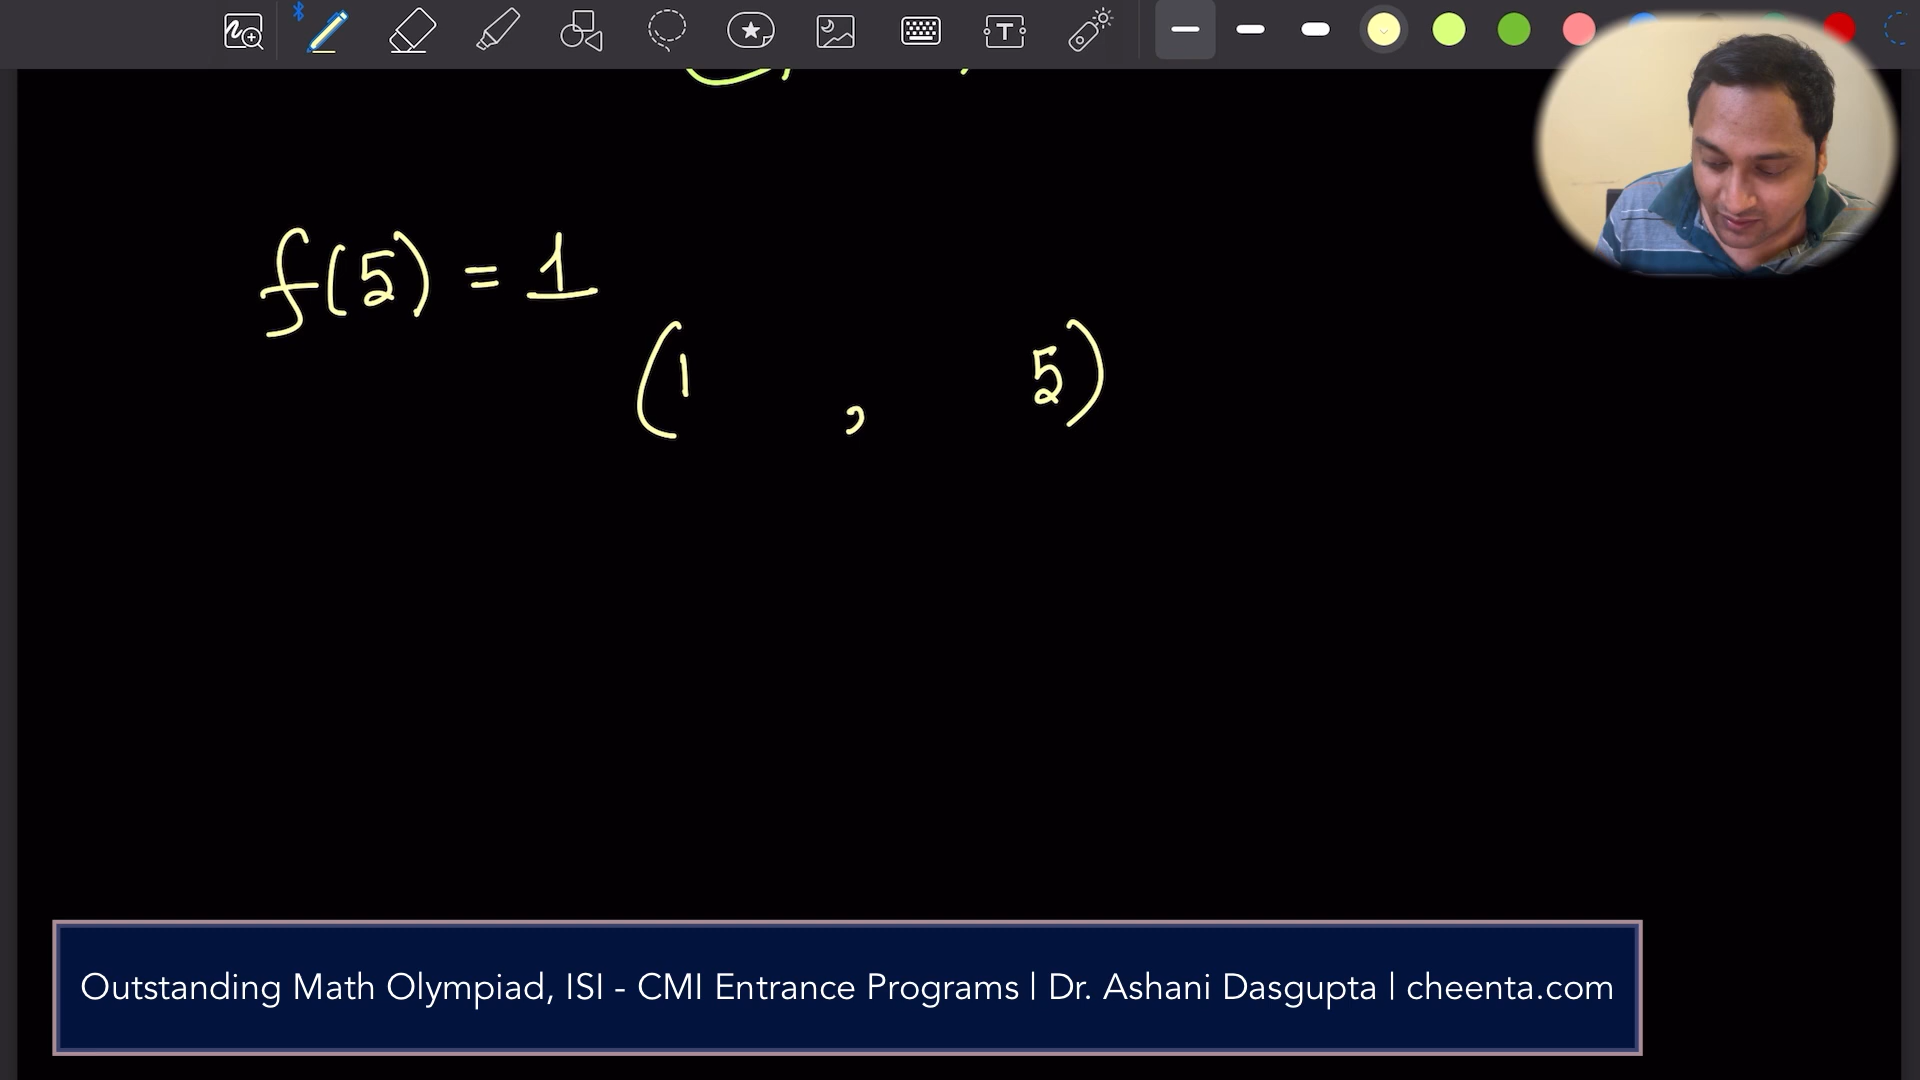 f(5) = 1
(1 , 5)
Outstanding Math Olympiad, ISI - CMI Entrance Programs | Dr. Ashani Dasgupta | cheenta.com